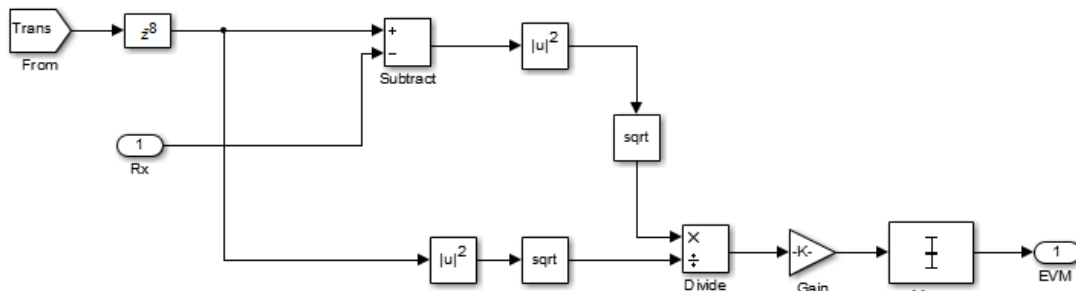 Trans
From
z-8
+
−
Subtract
|u|2
1
Rx
sqrt
|u|2
sqrt
×
÷
Divide
-K-
Gain
1
EVM